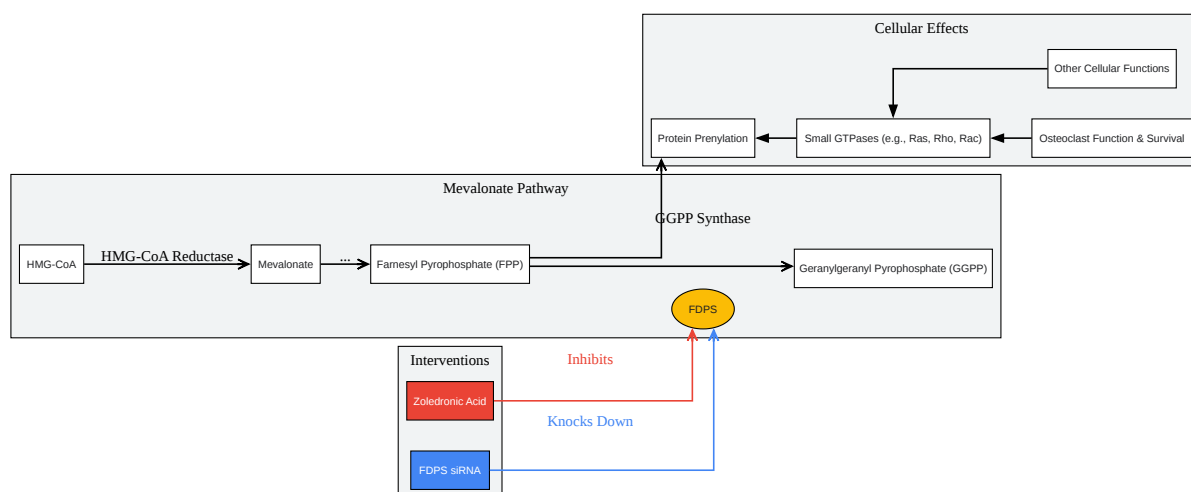 Cellular Effects
Other Cellular Functions
Protein Prenylation
Small GTPases (e.g., Ras, Rho, Rac)
Osteoclast Function & Survival
Mevalonate Pathway
GGPP Synthase
HMG-CoA
HMG-CoA Reductase
Mevalonate
...
Farnesyl Pyrophosphate (FPP)
Geranylgeranyl Pyrophosphate (GGPP)
FDPS
Interventions
Inhibits
Zoledronic Acid
Knocks Down
FDPS siRNA